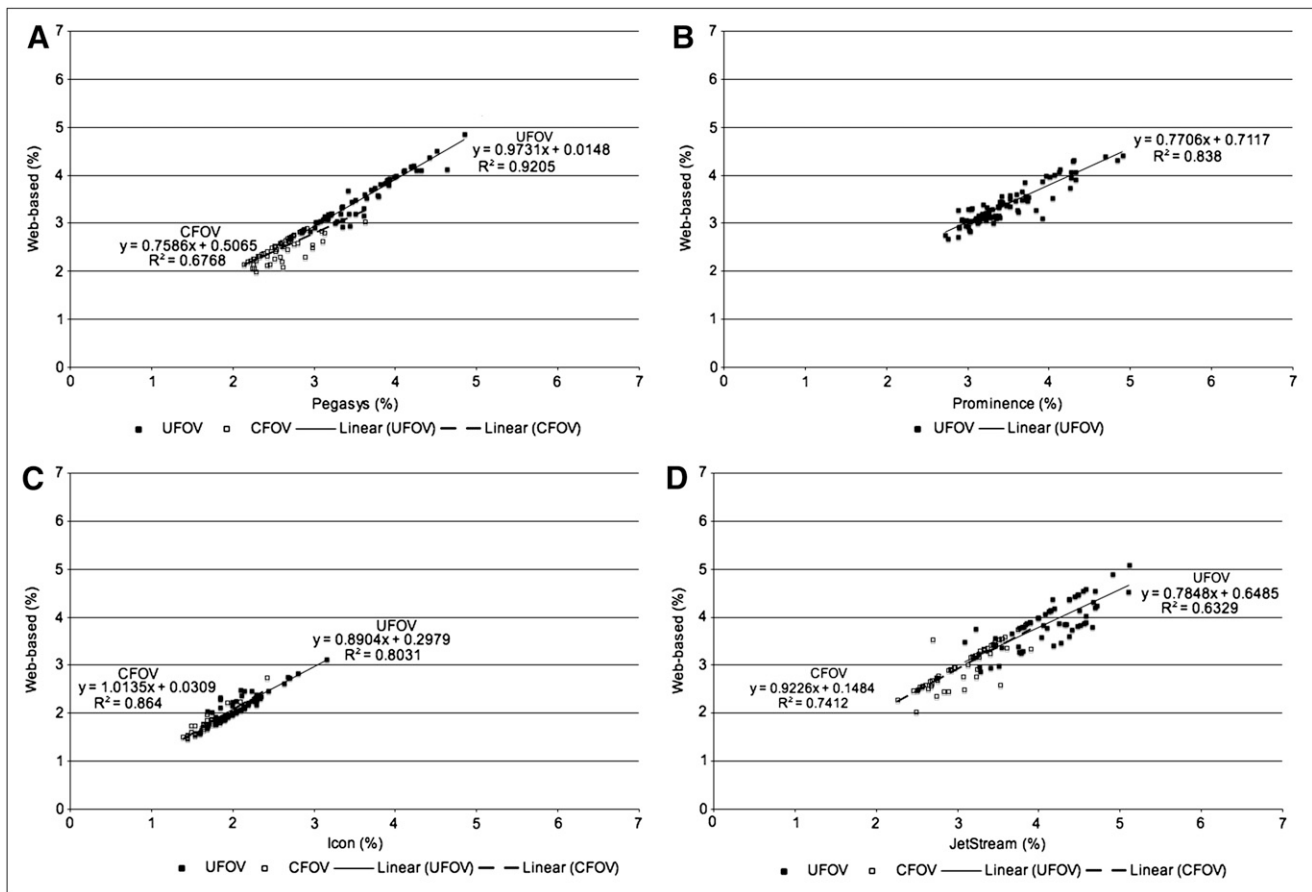 A
7
6
5
4
3
2
1
0
Web-based (%)
UFOV
y = 0.9731x + 0.0148
R² = 0.9205
CFOV
y = 0.7586x + 0.5065
R² = 0.6768
0 1 2 3 4 5 6 7
Pegasys (%)
UFOV CFOV Linear (UFOV) Linear (CFOV)
B
7
6
5
4
3
2
1
0
Web-based (%)
y = 0.7706x + 0.7117
R² = 0.838
0 1 2 3 4 5 6 7
Prominence (%)
UFOV Linear (UFOV)
C
7
6
5
4
3
2
1
0
Web-based (%)
UFOV
y = 0.8904x + 0.2979
R² = 0.8031
CFOV
y = 1.0135x + 0.0309
R² = 0.864
0 1 2 3 4 5 6 7
Icon (%)
UFOV CFOV Linear (UFOV) Linear (CFOV)
D
7
6
5
4
3
2
1
0
Web-based (%)
UFOV
y = 0.7848x + 0.6485
R² = 0.6329
CFOV
y = 0.9226x + 0.1484
R² = 0.7412
0 1 2 3 4 5 6 7
JetStream (%)
UFOV CFOV Linear (UFOV) Linear (CFOV)